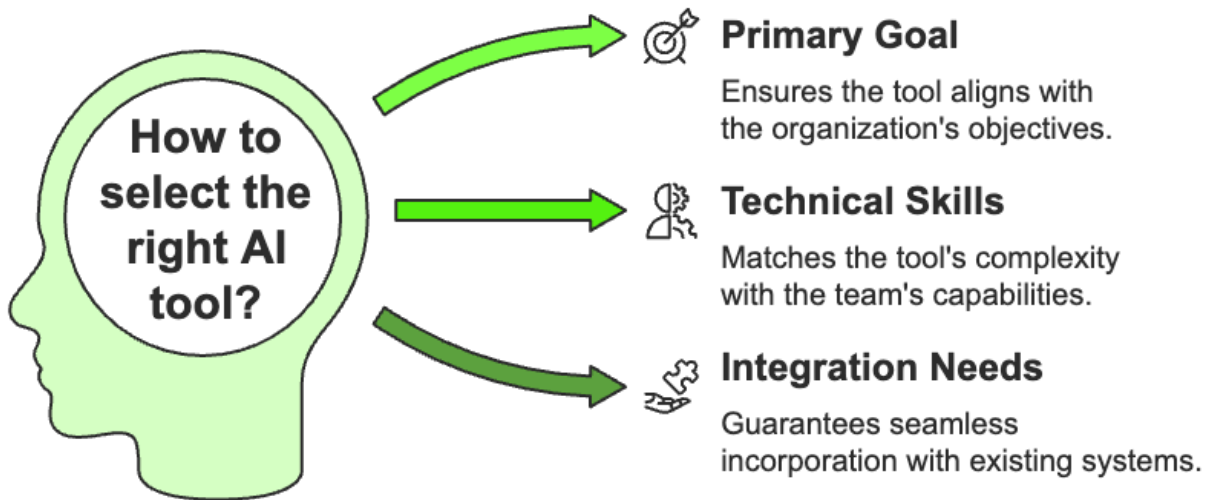 How to
select the
right AI
tool?
Primary Goal
Ensures the tool aligns with
the organization's objectives.
Technical Skills
Matches the tool's complexity
with the team's capabilities.
Integration Needs
Guarantees seamless
incorporation with existing systems.